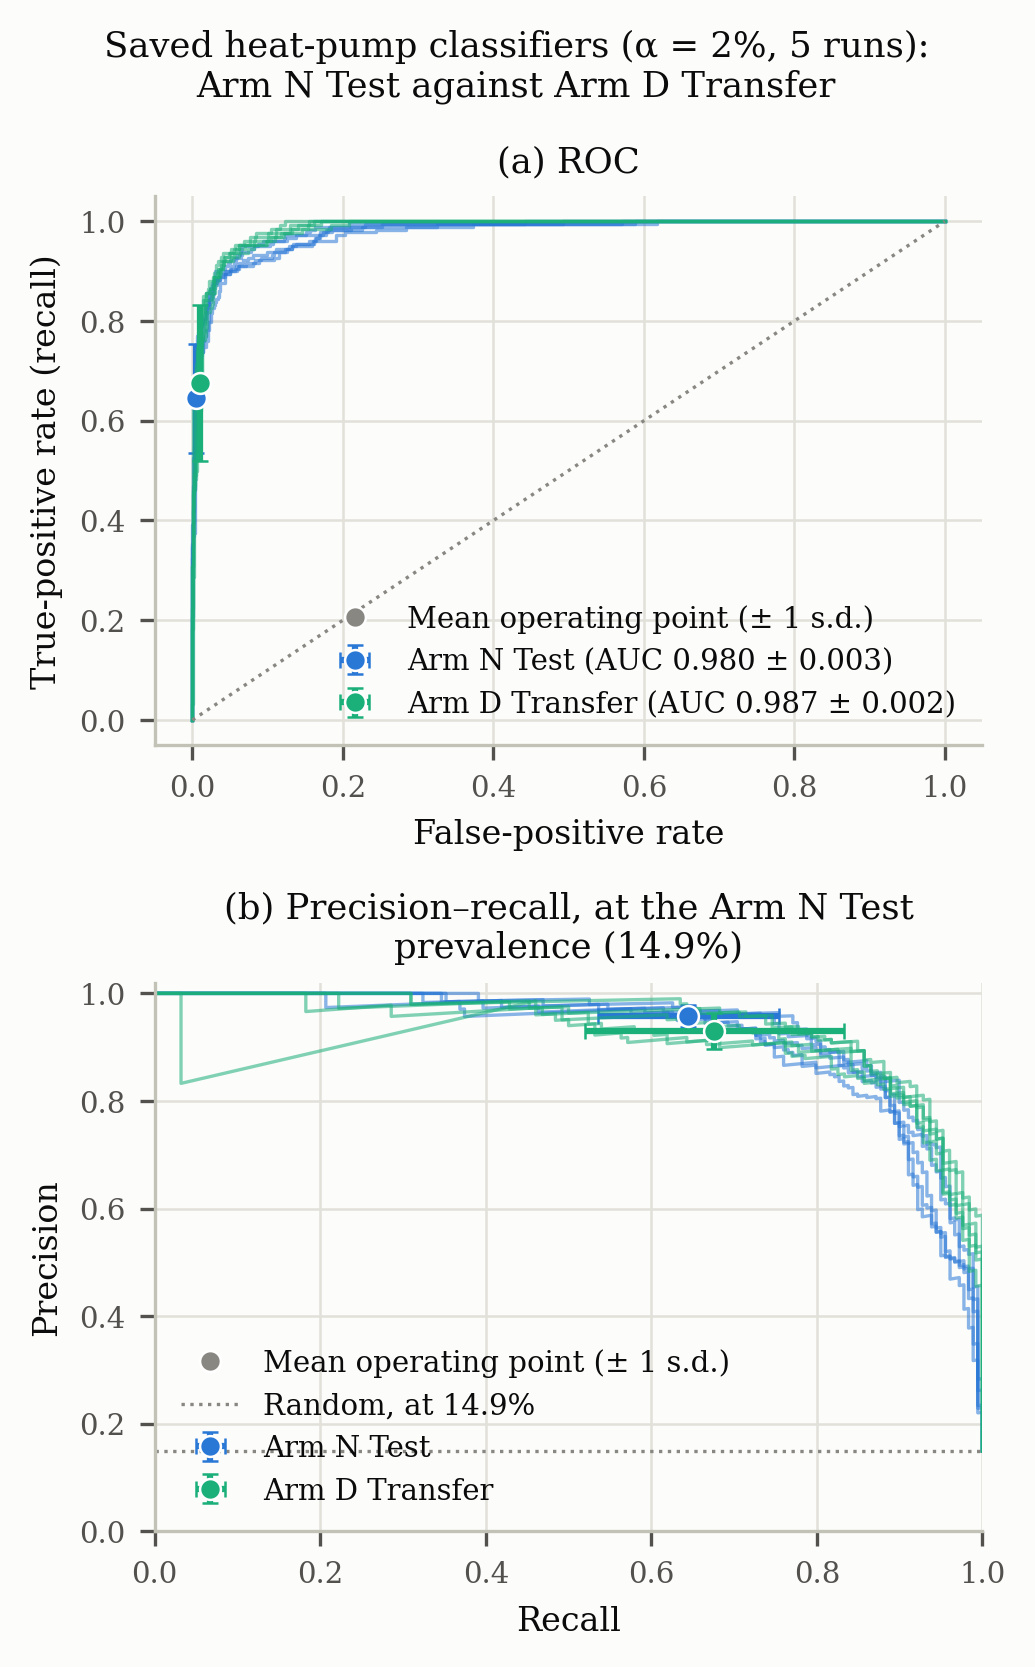 Saved heat-pump classifiers (α = 2%, 5 runs):
Arm N Test against Arm D Transfer
(a) ROC
1.0
0.8
0.6
0.4
0.2
0.0
True-positive rate (recall)
Mean operating point (± 1 s.d.)
Arm N Test (AUC 0.980 ± 0.003)
Arm D Transfer (AUC 0.987 ± 0.002)
0.0 0.2 0.4 0.6 0.8 1.0
False-positive rate
(b) Precision–recall, at the Arm N Test
prevalence (14.9%)
1.0
0.8
0.6
0.4
0.2
0.0
Precision
Mean operating point (± 1 s.d.)
Random, at 14.9%
Arm N Test
Arm D Transfer
0.0 0.2 0.4 0.6 0.8 1.0
Recall